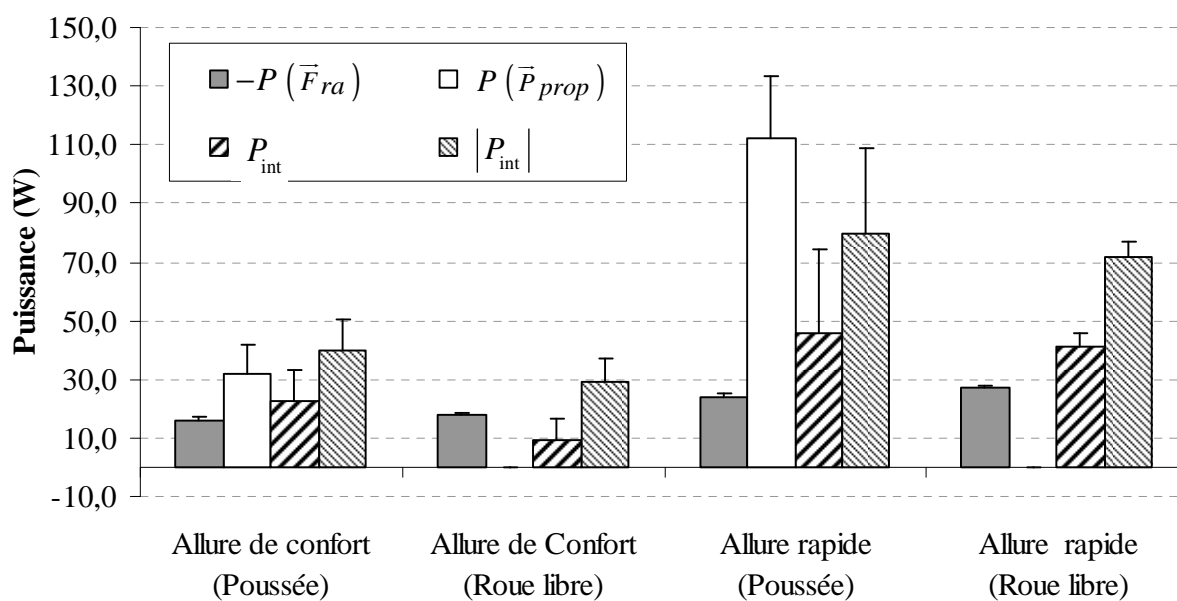 150,0
130,0
110,0
90,0
70,0
50,0
30,0
10,0
-10,0
Puissance (W)
−P (F⃗ra) P (P⃗prop)
Pint |Pint|
Allure de confort
(Poussée)
Allure de Confort
(Roue libre)
Allure rapide
(Poussée)
Allure rapide
(Roue libre)